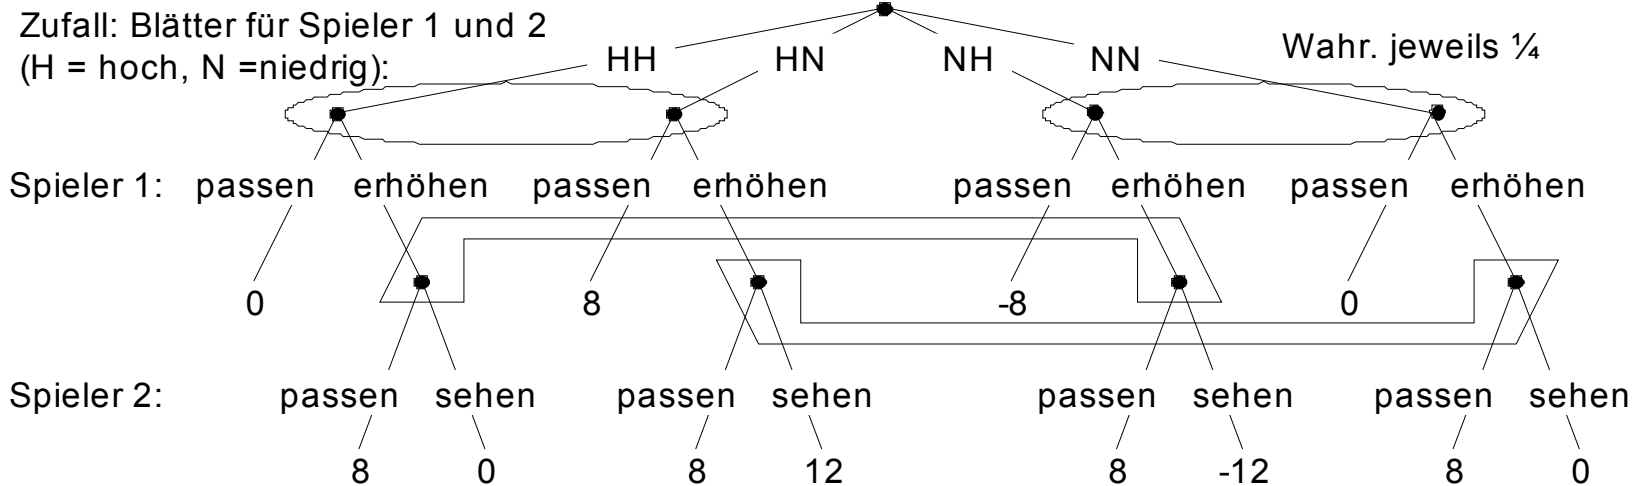 Zufall: Blätter für Spieler 1 und 2
(H = hoch, N =niedrig):
HH HN NH NN
Wahr. jeweils ¼
Spieler 1: passen erhöhen passen erhöhen passen erhöhen passen erhöhen
0 8 -8 0
Spieler 2: passen sehen passen sehen passen sehen passen sehen
8 0 8 12 8 -12 8 0